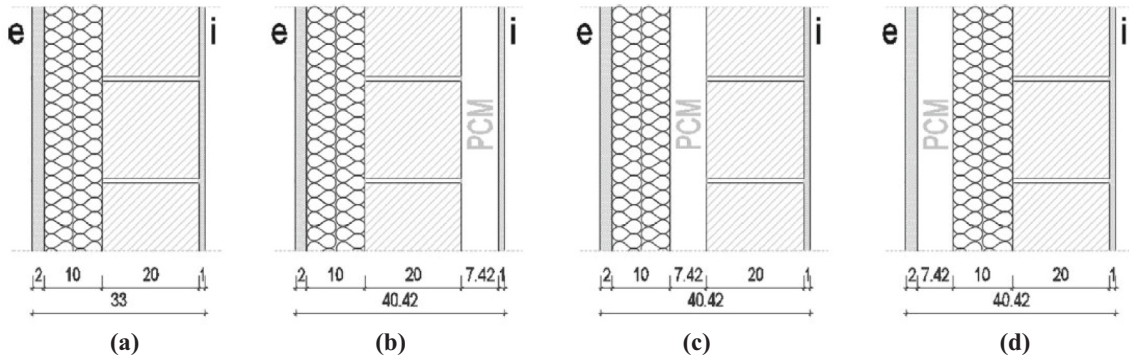 e i e i e i e i
PCM PCM PCM
2 10 20 1 2 10 20 7.42 1 2 10 7.42 20 1 2 7.42 10 20 1
33 40.42 40.42 40.42
(a) (b) (c) (d)